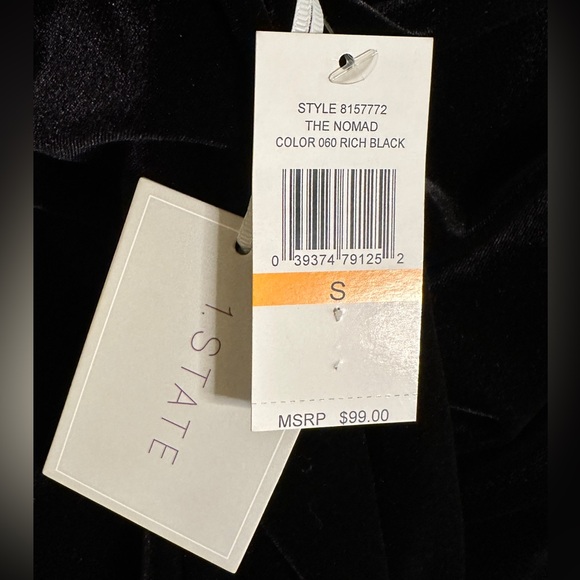 STYLE 8157772
THE NOMAD
COLOR 060 RICH BLACK
0 39374 79125 2
S
MSRP $99.00
1.STATE